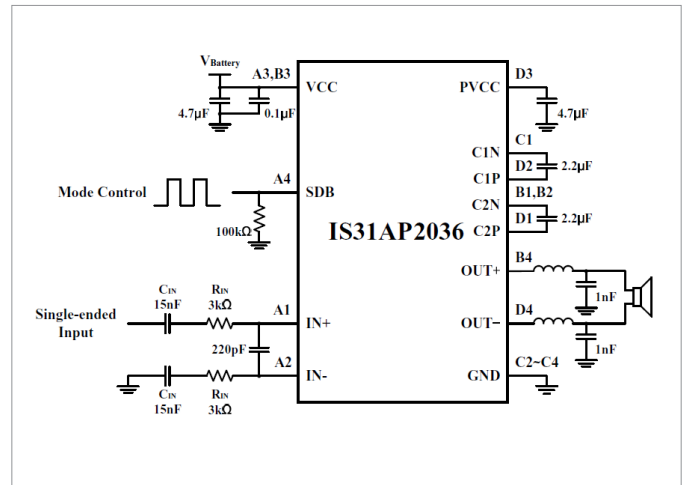 VBattery
A3,B3
VCC
4.7µF
0.1µF
Mode Control
A4
SDB
100kΩ
Single-ended
Input
CIN
15nF
RIN
3kΩ
A1
IN+
220pF
A2
IN-
CIN
15nF
RIN
3kΩ
IS31AP2036
D3
PVCC
4.7µF
C1
C1N
D2
C1P
2.2µF
B1,B2
C2N
D1
C2P
2.2µF
B4
OUT+
1nF
D4
OUT−
1nF
C2~C4
GND